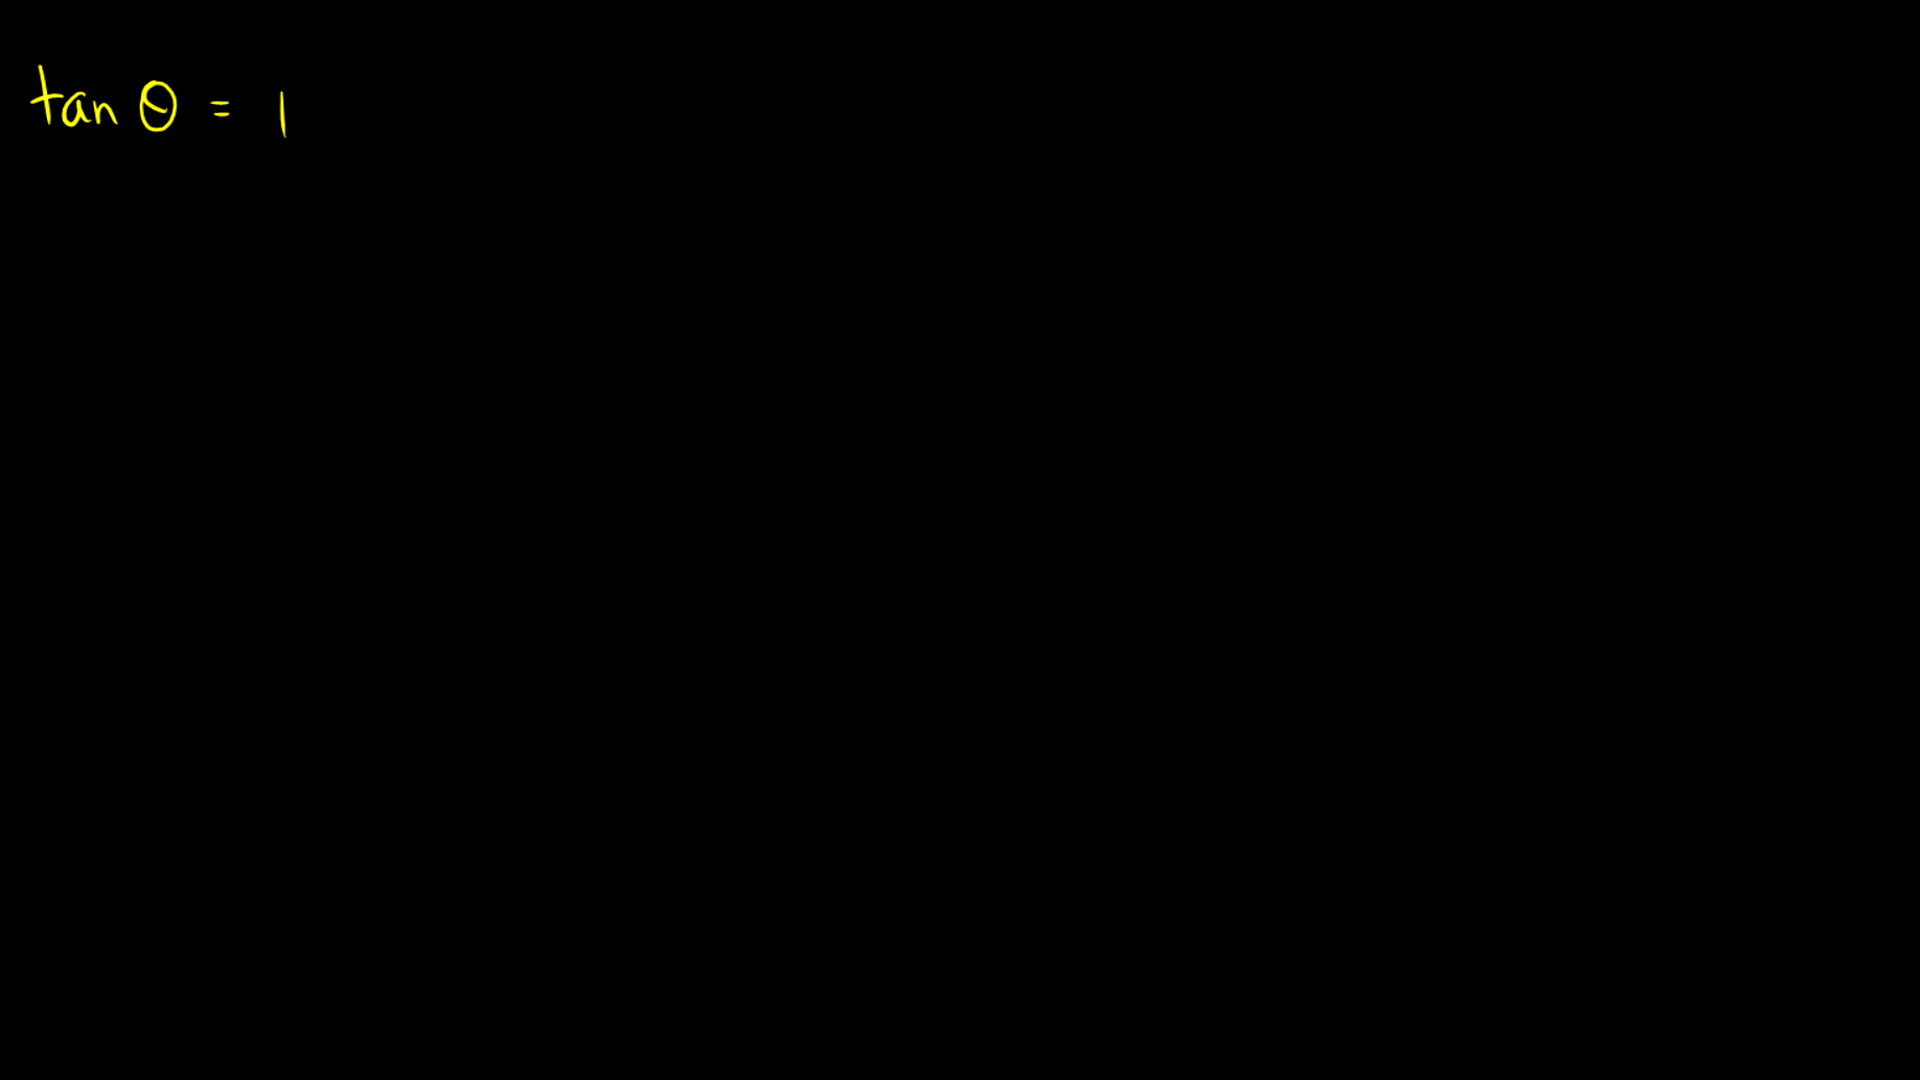 tan θ = 1